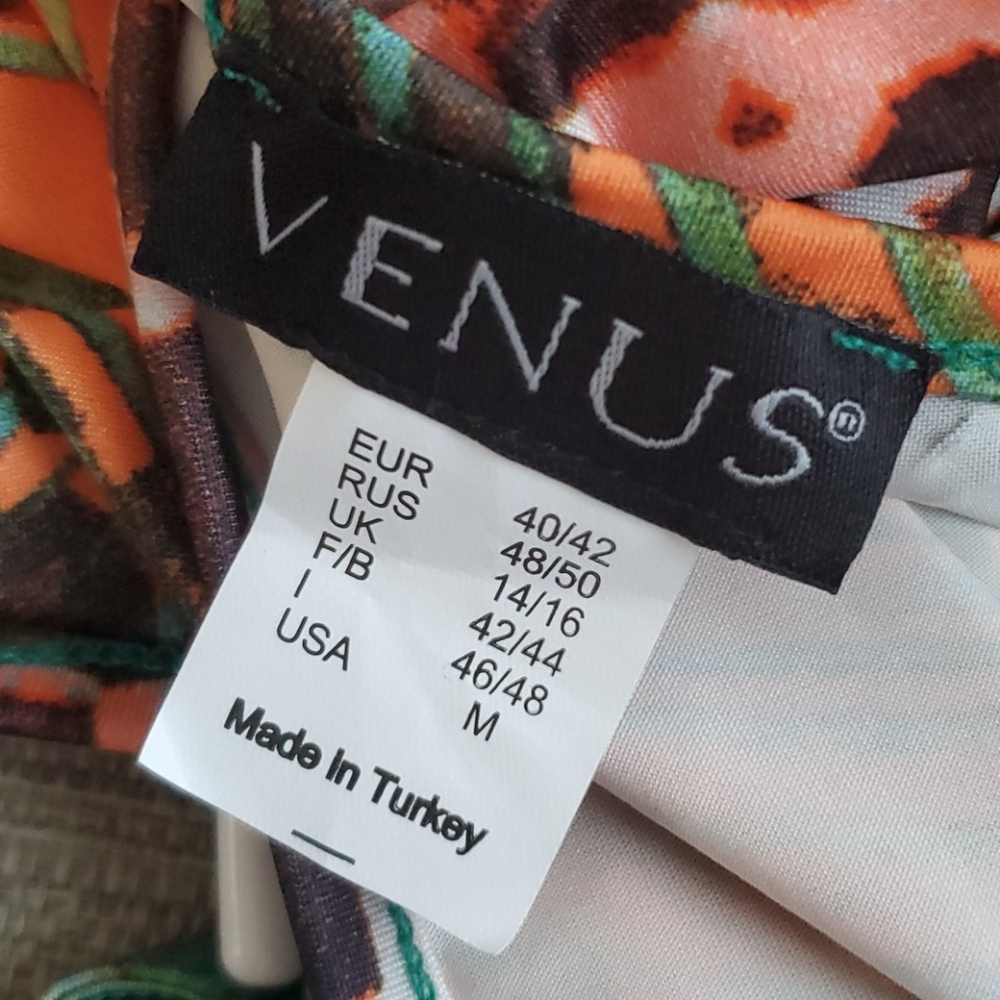 VENUS®
EUR 40/42
RUS 48/50
UK 14/16
F/B 42/44
I 46/48
USA M
Made In Turkey